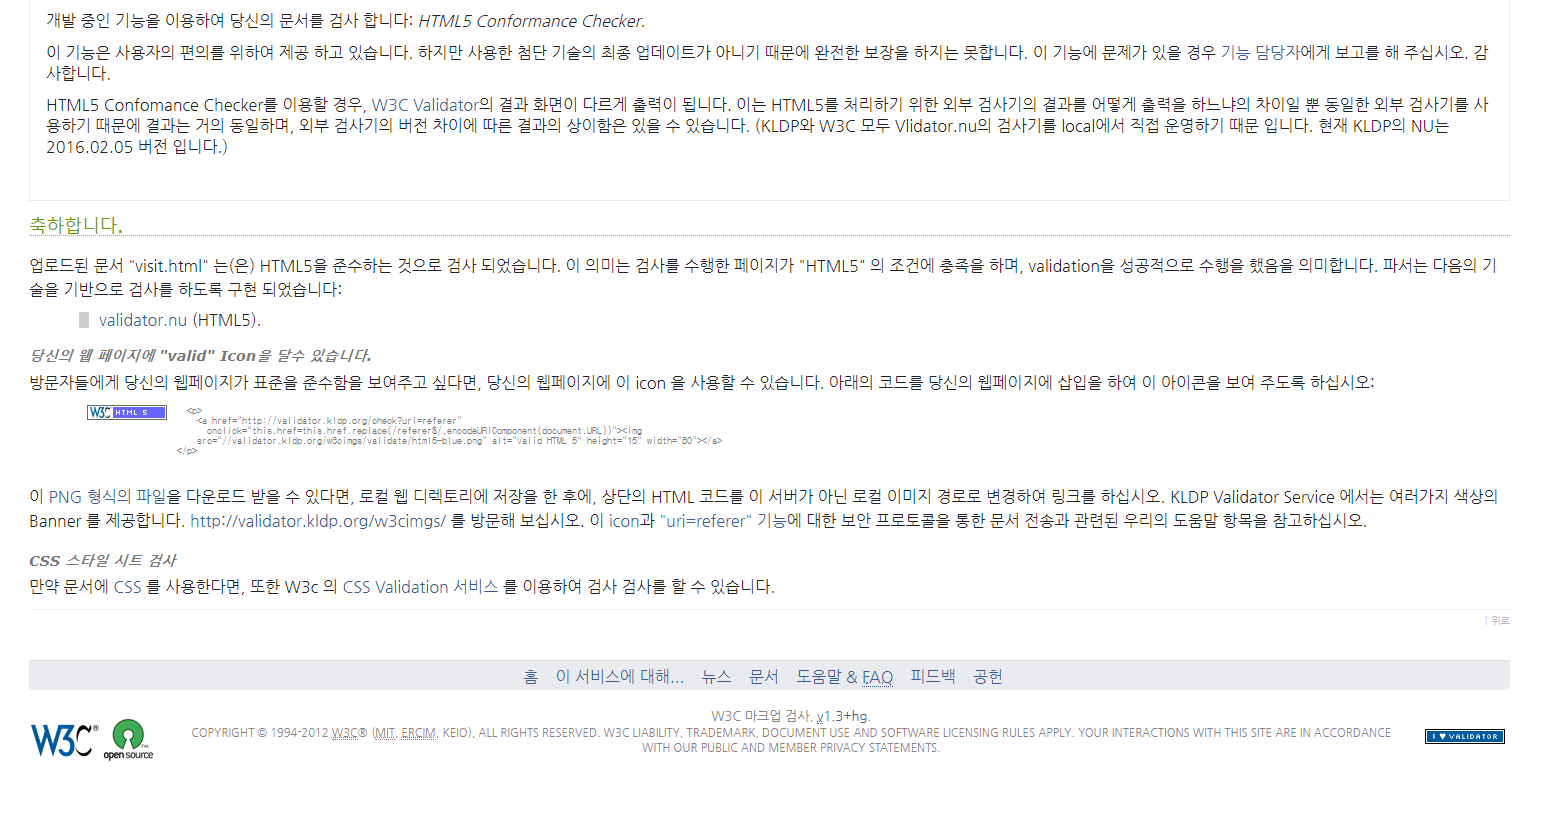 개발 중인 기능을 이용하여 당신의 문서를 검사 합니다: HTML5 Conformance Checker.
이 기능은 사용자의 편의를 위하여 제공 하고 있습니다. 하지만 사용한 첨단 기술의 최종 업데이트가 아니기 때문에 완전한 보장을 하지는 못합니다. 이 기능에 문제가 있을 경우 기능 담당자에게 보고를 해 주십시오. 감
사합니다.
HTML5 Confomance Checker를 이용할 경우, W3C Validator의 결과 화면이 다르게 출력이 됩니다. 이는 HTML5를 처리하기 위한 외부 검사기의 결과를 어떻게 출력을 하느냐의 차이일 뿐 동일한 외부 검사기를 사
용하기 때문에 결과는 거의 동일하며, 외부 검사기의 버전 차이에 따른 결과의 상이함은 있을 수 있습니다. (KLDP와 W3C 모두 Vlidator.nu의 검사기를 local에서 직접 운영하기 때문 입니다. 현재 KLDP의 NU는
2016.02.05 버전 입니다.)
축하합니다.
업로드된 문서 "visit.html" 는(은) HTML5을 준수하는 것으로 검사 되었습니다. 이 의미는 검사를 수행한 페이지가 "HTML5" 의 조건에 충족을 하며, validation을 성공적으로 수행을 했음을 의미합니다. 파서는 다음의 기
술을 기반으로 검사를 하도록 구현 되었습니다:
validator.nu (HTML5).
당신의 웹 페이지에 "valid" Icon을 달수 있습니다.
방문자들에게 당신의 웹페이지가 표준을 준수함을 보여주고 싶다면, 당신의 웹페이지에 이 icon 을 사용할 수 있습니다. 아래의 코드를 당신의 웹페이지에 삽입을 하여 이 아이콘을 보여 주도록 하십시오:
W3C HTML 5
<p>
<a href="http://validator.kldp.org/check?uri=referer"
onclick="this.href=this.href.replace(/referer$/,encodeURIComponent(document.URL))"><img
src="//validator.kldp.org/w3cimgs/validate/html5-blue.png" alt="Valid HTML 5" height="15" width="80"></a>
</p>
이 PNG 형식의 파일을 다운로드 받을 수 있다면, 로컬 웹 디렉토리에 저장을 한 후에, 상단의 HTML 코드를 이 서버가 아닌 로컬 이미지 경로로 변경하여 링크를 하십시오. KLDP Validator Service 에서는 여러가지 색상의
Banner 를 제공합니다. http://validator.kldp.org/w3cimgs/ 를 방문해 보십시오. 이 icon과 "uri=referer" 기능에 대한 보안 프로토콜을 통한 문서 전송과 관련된 우리의 도움말 항목을 참고하십시오.
CSS 스타일 시트 검사
만약 문서에 CSS 를 사용한다면, 또한 W3c 의 CSS Validation 서비스 를 이용하여 검사 검사를 할 수 있습니다.
↑ 위로
홈 이 서비스에 대해... 뉴스 문서 도움말 & FAQ 피드백 공헌
W3C® open source™
W3C 마크업 검사, v1.3+hg.
COPYRIGHT © 1994-2012 W3C® (MIT, ERCIM, KEIO), ALL RIGHTS RESERVED. W3C LIABILITY, TRADEMARK, DOCUMENT USE AND SOFTWARE LICENSING RULES APPLY. YOUR INTERACTIONS WITH THIS SITE ARE IN ACCORDANCE
WITH OUR PUBLIC AND MEMBER PRIVACY STATEMENTS.
I ♥ VALIDATOR